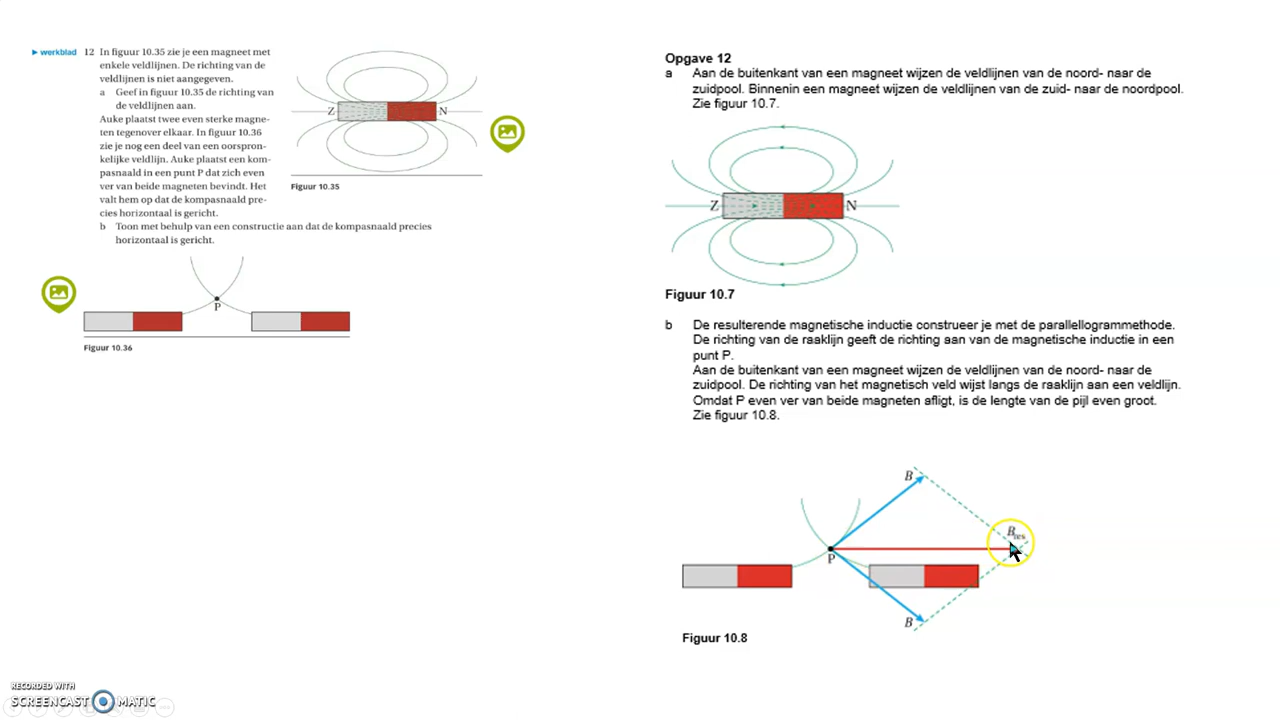 ▶ werkblad 12 In figuur 10.35 zie je een magneet met
enkele veldlijnen. De richting van de
veldlijnen is niet aangegeven.
a Geef in figuur 10.35 de richting van
de veldlijnen aan.
Auke plaatst twee even sterke magne-
ten tegenover elkaar. In figuur 10.36
zie je nog een deel van een oorspron-
kelijke veldlijn. Auke plaatst een kom-
pasnaald in een punt P dat zich even
ver van beide magneten bevindt. Het
valt hem op dat de kompasnaald pre-
cies horizontaal is gericht.
b Toon met behulp van een constructie aan dat de kompasnaald precies
horizontaal is gericht.
Z N
Figuur 10.35
P
Figuur 10.36
Opgave 12
a Aan de buitenkant van een magneet wijzen de veldlijnen van de noord- naar de
zuidpool. Binnenin een magneet wijzen de veldlijnen van de zuid- naar de noordpool.
Zie figuur 10.7.
Z N
Figuur 10.7
b De resulterende magnetische inductie construeer je met de parallellogrammethode.
De richting van de raaklijn geeft de richting aan van de magnetische inductie in een
punt P.
Aan de buitenkant van een magneet wijzen de veldlijnen van de noord- naar de
zuidpool. De richting van het magnetisch veld wijst langs de raaklijn aan een veldlijn.
Omdat P even ver van beide magneten afligt, is de lengte van de pijl even groot.
Zie figuur 10.8.
B
Bres
P
B
Figuur 10.8
RECORDED WITH
SCREENCAST MATIC